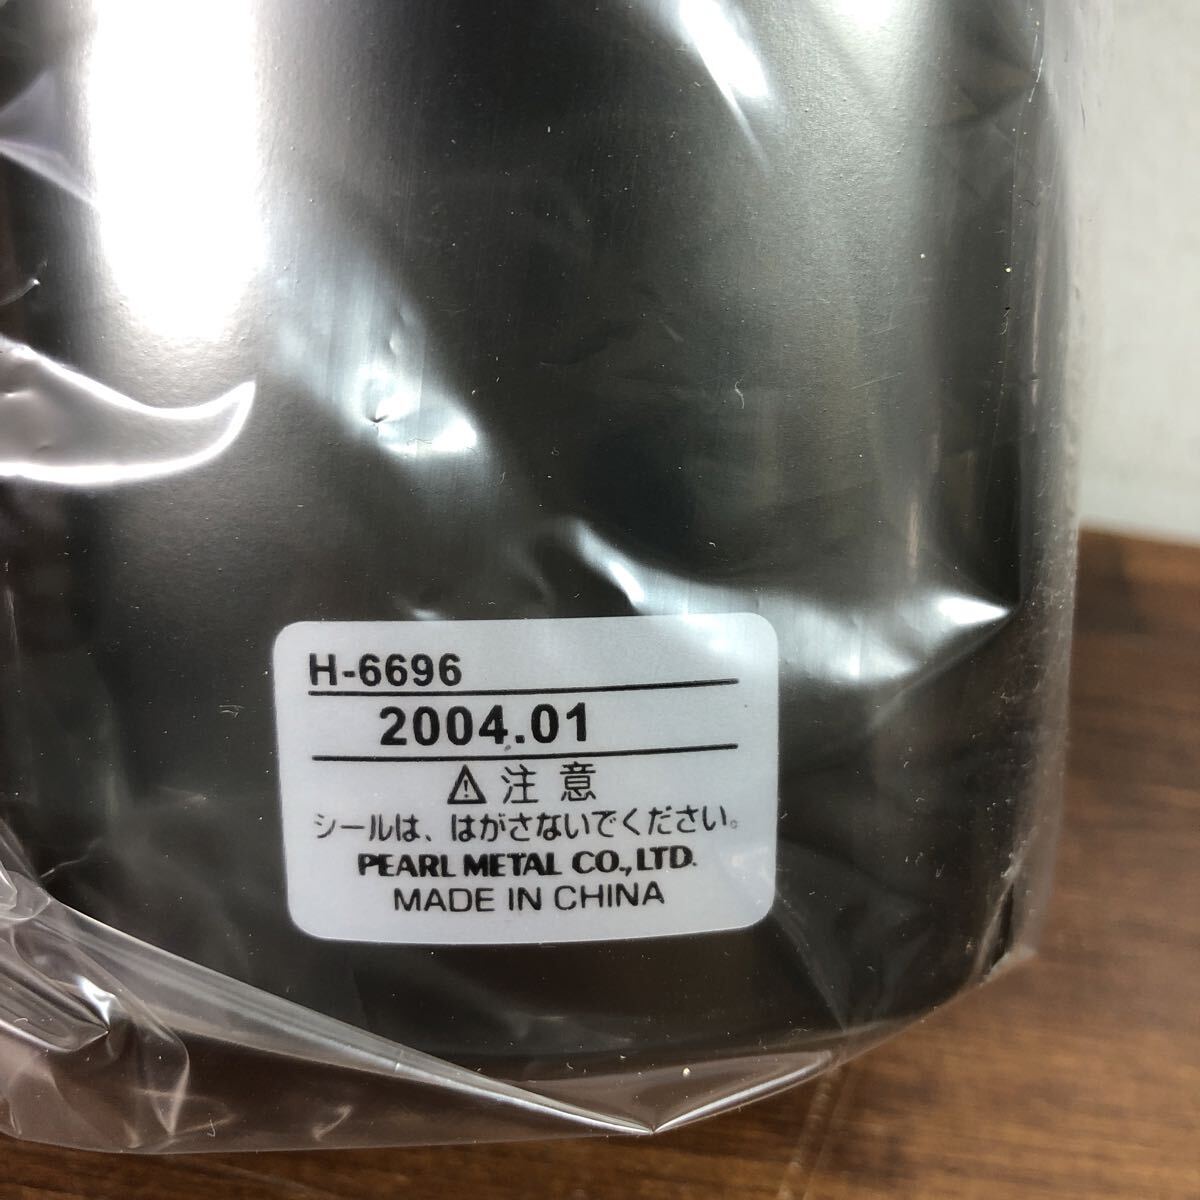 H-6696
2004.01
⚠注意
シールは、はがさないでください。
PEARL METAL CO.,LTD.
MADE IN CHINA